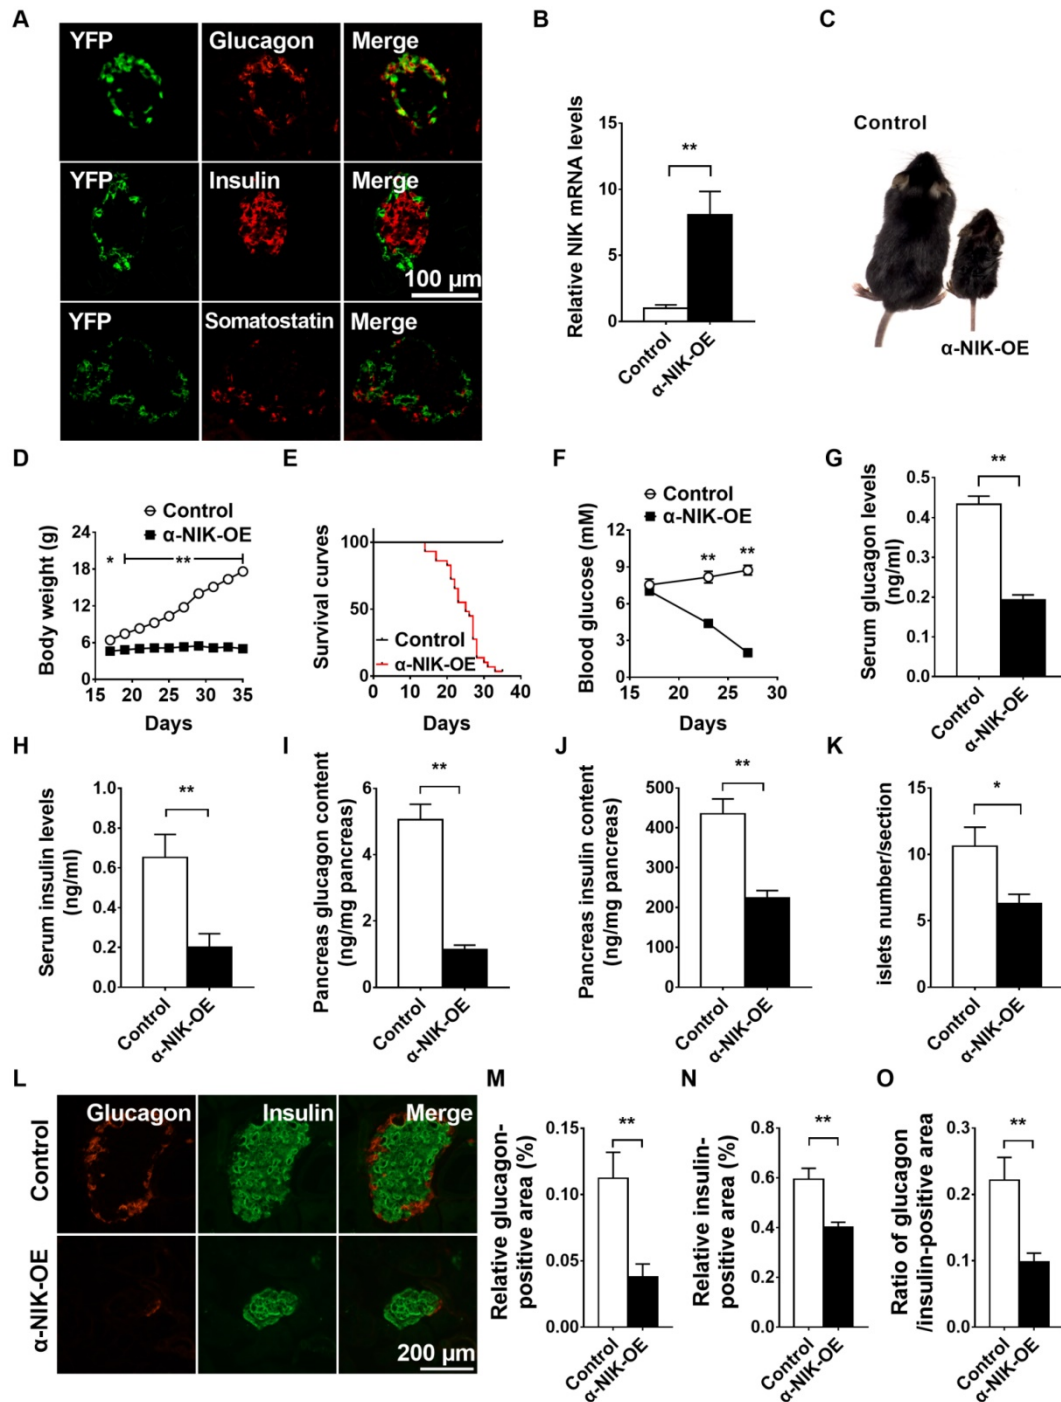 A
YFP
Glucagon
Merge
YFP
Insulin
Merge
100 μm
YFP
Somatostatin
Merge
B
Relative NIK mRNA levels
15
10
5
0
**
Control
α-NIK-OE
C
Control
α-NIK-OE
D
Control
α-NIK-OE
Body weight (g)
24
18
12
6
0
*
**
15 20 25 30 35
Days
E
Survival curves
100
50
0
Control
α-NIK-OE
0 10 20 30 40
Days
F
Control
α-NIK-OE
Blood glucose (mM)
9
6
3
0
**
**
15 20 25 30
Days
G
Serum glucagon levels
(ng/ml)
0.5
0.4
0.3
0.2
0.1
0.0
**
Control
α-NIK-OE
H
Serum insulin levels
(ng/ml)
1.0
0.8
0.6
0.4
0.2
0.0
**
Control
α-NIK-OE
I
Pancreas glucagon content
(ng/mg pancreas)
6
4
2
0
**
Control
α-NIK-OE
J
Pancreas insulin content
(ng/mg pancreas)
500
400
300
200
100
0
**
Control
α-NIK-OE
K
islets number/section
15
10
5
0
*
Control
α-NIK-OE
L
Glucagon
Insulin
Merge
Control
α-NIK-OE
200 μm
M
Relative glucagon-
positive area (%)
0.15
0.10
0.05
0.00
**
Control
α-NIK-OE
N
Relative insulin-
positive area (%)
0.8
0.6
0.4
0.2
0.0
**
Control
α-NIK-OE
O
Ratio of glucagon
/insulin-positive area
0.3
0.2
0.1
0.0
**
Control
α-NIK-OE